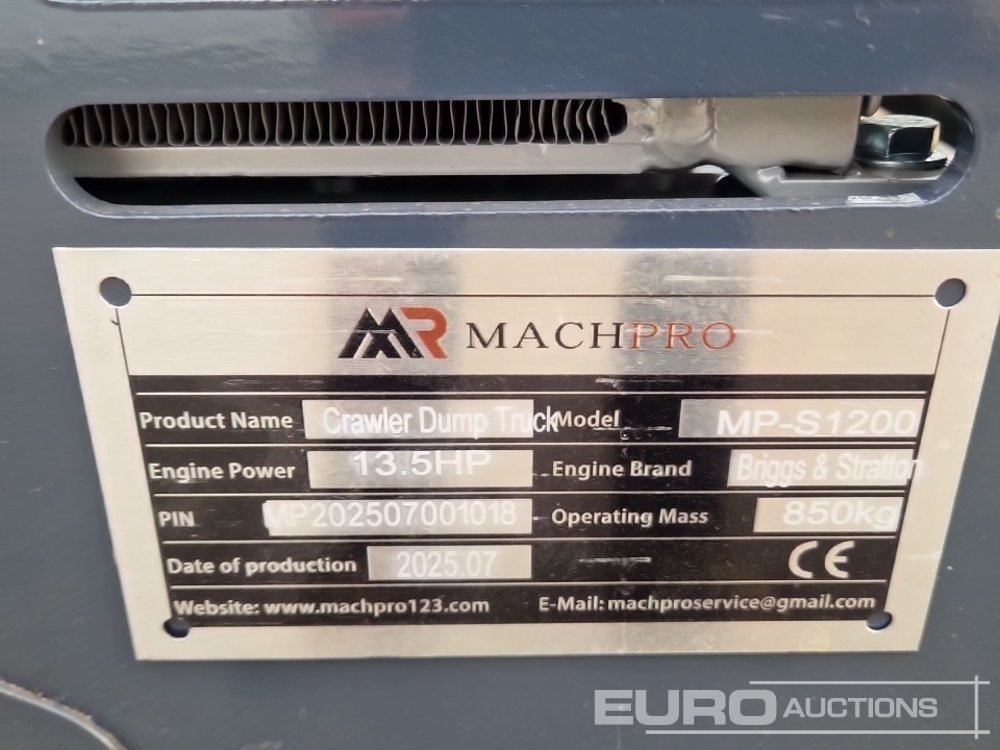 MR MACHPRO
Product Name Crawler Dump Truck Model MP-S1200
Engine Power 13.5HP Engine Brand Briggs & Stratton
PIN MP202507001018 Operating Mass 850kg
Date of production 2025.07 CE
Website: www.machpro123.com E-Mail: machproservice@gmail.com
EURO AUCTIONS